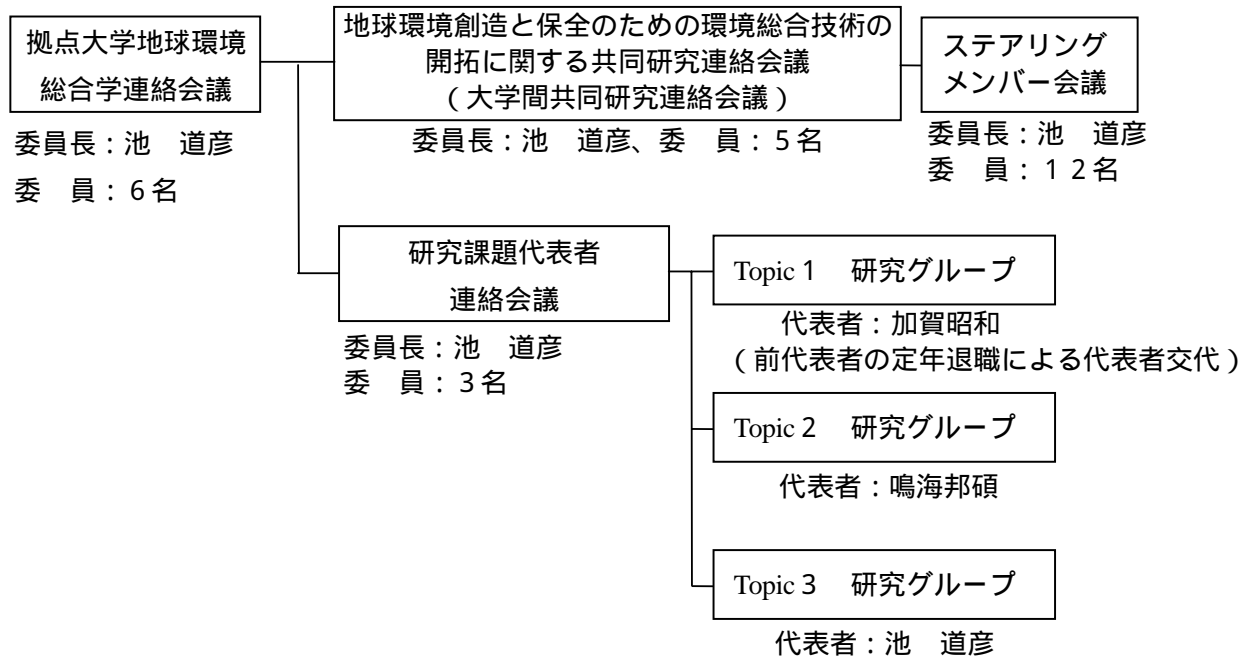 拠点大学地球環境
総合学連絡会議
委員長：池　道彦
委　員：6名
地球環境創造と保全のための環境総合技術の
開拓に関する共同研究連絡会議
（大学間共同研究連絡会議）
委員長：池　道彦、委　員：5名
ステアリング
メンバー会議
委員長：池　道彦
委　員：12名
研究課題代表者
連絡会議
委員長：池　道彦
委　員：3名
Topic 1　研究グループ
代表者：加賀昭和
（前代表者の定年退職による代表者交代）
Topic 2　研究グループ
代表者：鳴海邦碩
Topic 3　研究グループ
代表者：池　道彦